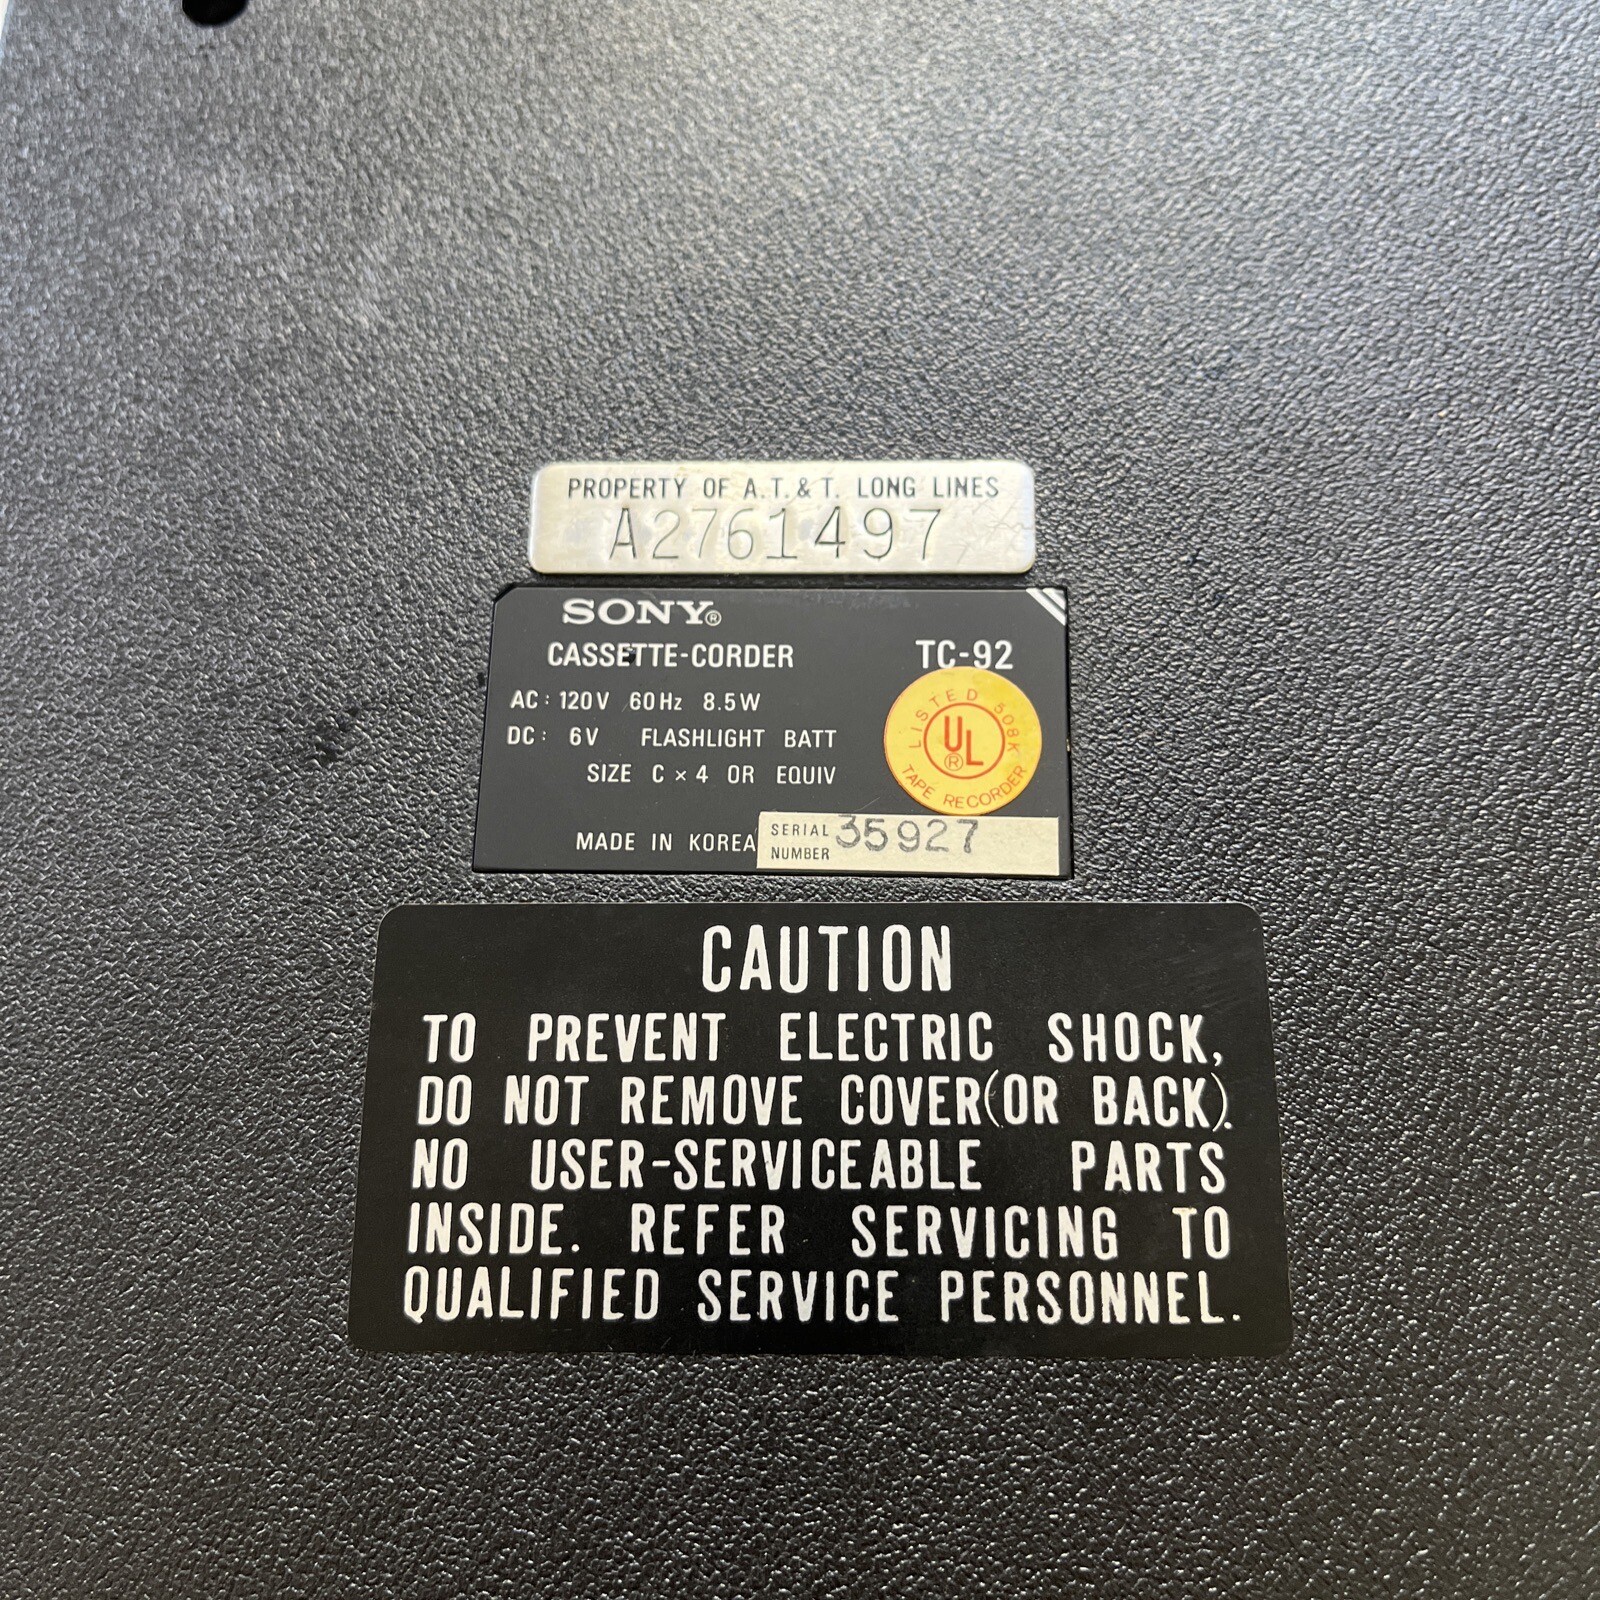 PROPERTY OF A.T.&T. LONG LINES
A2761497
SONY®
CASSETTE-CORDER TC-92
AC: 120V 60Hz 8.5W
DC: 6V FLASHLIGHT BATT
SIZE C × 4 OR EQUIV
LISTED 508K
UL®
TAPE RECORDER
MADE IN KOREA
SERIAL NUMBER 35927
CAUTION
TO PREVENT ELECTRIC SHOCK,
DO NOT REMOVE COVER(OR BACK).
NO USER-SERVICEABLE PARTS
INSIDE. REFER SERVICING TO
QUALIFIED SERVICE PERSONNEL.